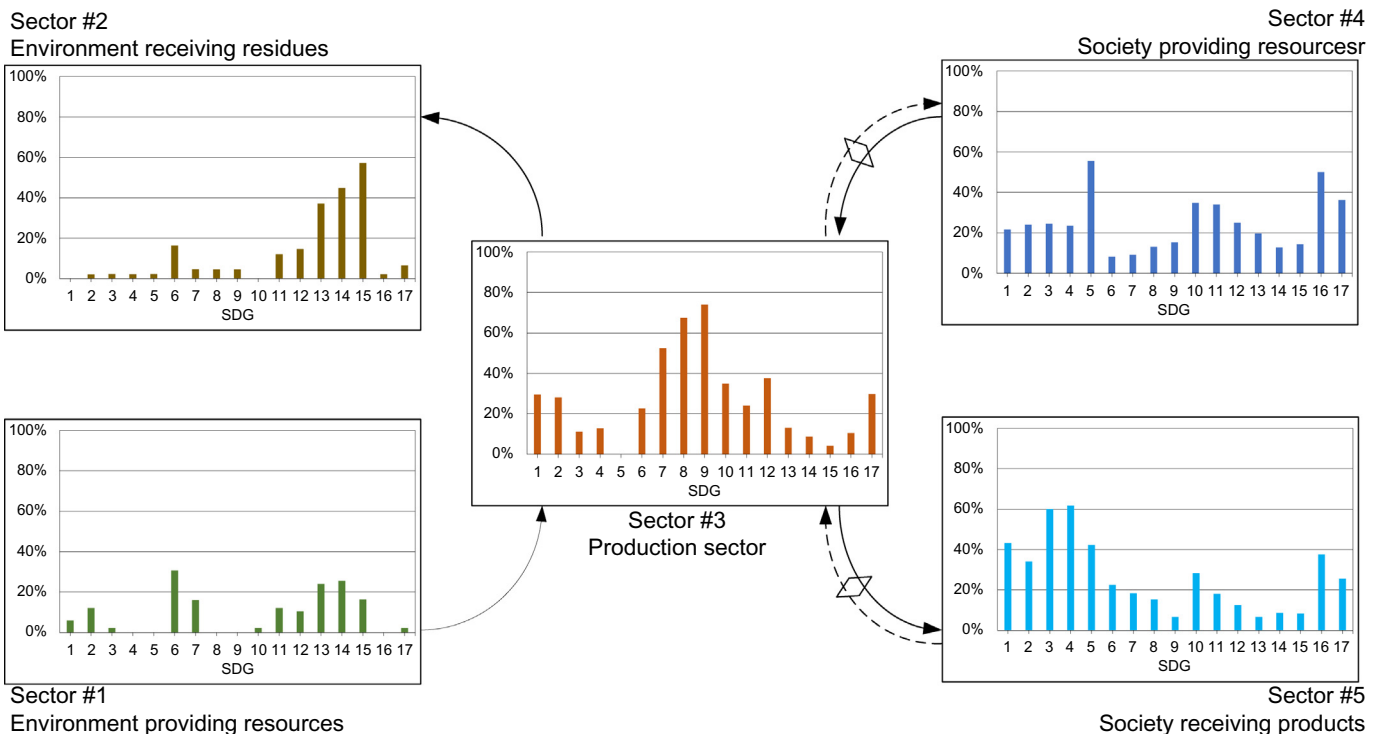 Sector #2
Environment receiving residues
100%
80%
60%
40%
20%
0%
1 2 3 4 5 6 7 8 9 10 11 12 13 14 15 16 17
SDG
Sector #4
Society providing resourcesr
100%
80%
60%
40%
20%
0%
1 2 3 4 5 6 7 8 9 10 11 12 13 14 15 16 17
SDG
100%
80%
60%
40%
20%
0%
1 2 3 4 5 6 7 8 9 10 11 12 13 14 15 16 17
SDG
Sector #3
Production sector
100%
80%
60%
40%
20%
0%
1 2 3 4 5 6 7 8 9 10 11 12 13 14 15 16 17
SDG
Sector #1
Environment providing resources
100%
80%
60%
40%
20%
0%
1 2 3 4 5 6 7 8 9 10 11 12 13 14 15 16 17
SDG
Sector #5
Society receiving products